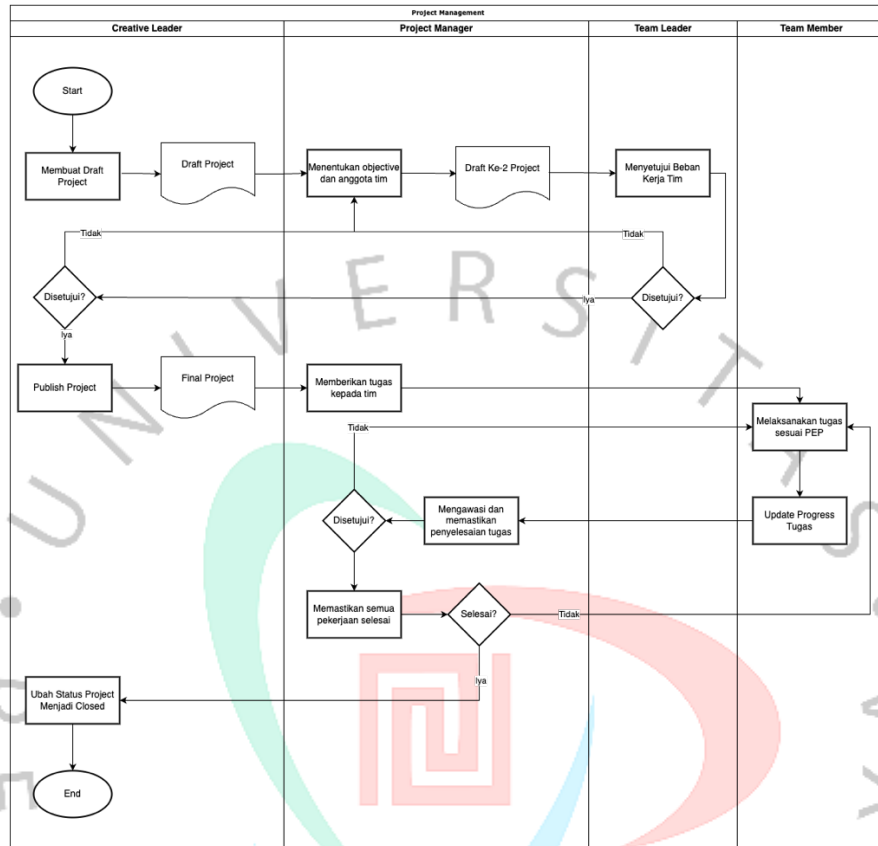 Project Management
Creative Leader
Project Manager
Team Leader
Team Member
Start
Membuat Draft
Project
Draft Project
Menentukan objective
dan anggota tim
Draft Ke-2 Project
Menyetujui Beban
Kerja Tim
Tidak
Tidak
Disetujui?
Iya
Disetujui?
Iya
Publish Project
Final Project
Memberikan tugas
kepada tim
Melaksanakan tugas
sesuai PEP
Tidak
Disetujui?
Mengawasi dan
memastikan
penyelesaian tugas
Update Progress
Tugas
Memastikan semua
pekerjaan selesai
Selesai?
Tidak
Iya
Ubah Status Project
Menjadi Closed
End
UNIVERSITAS